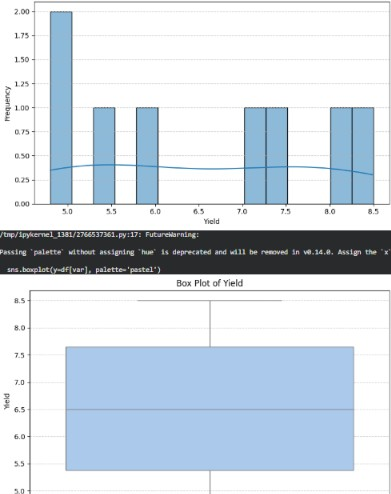 2.00
1.75
1.50
1.25
1.00
0.75
0.50
0.25
0.00
Frequency
5.0 5.5 6.0 6.5 7.0 7.5 8.0 8.5
Yield
/tmp/ipykernel_1381/2766537361.py:17: FutureWarning:
Passing `palette` without assigning `hue` is deprecated and will be removed in v0.14.0. Assign the `x`
sns.boxplot(y=df[var], palette='pastel')
Box Plot of Yield
8.5
8.0
7.5
7.0
6.5
6.0
5.5
5.0
Yield